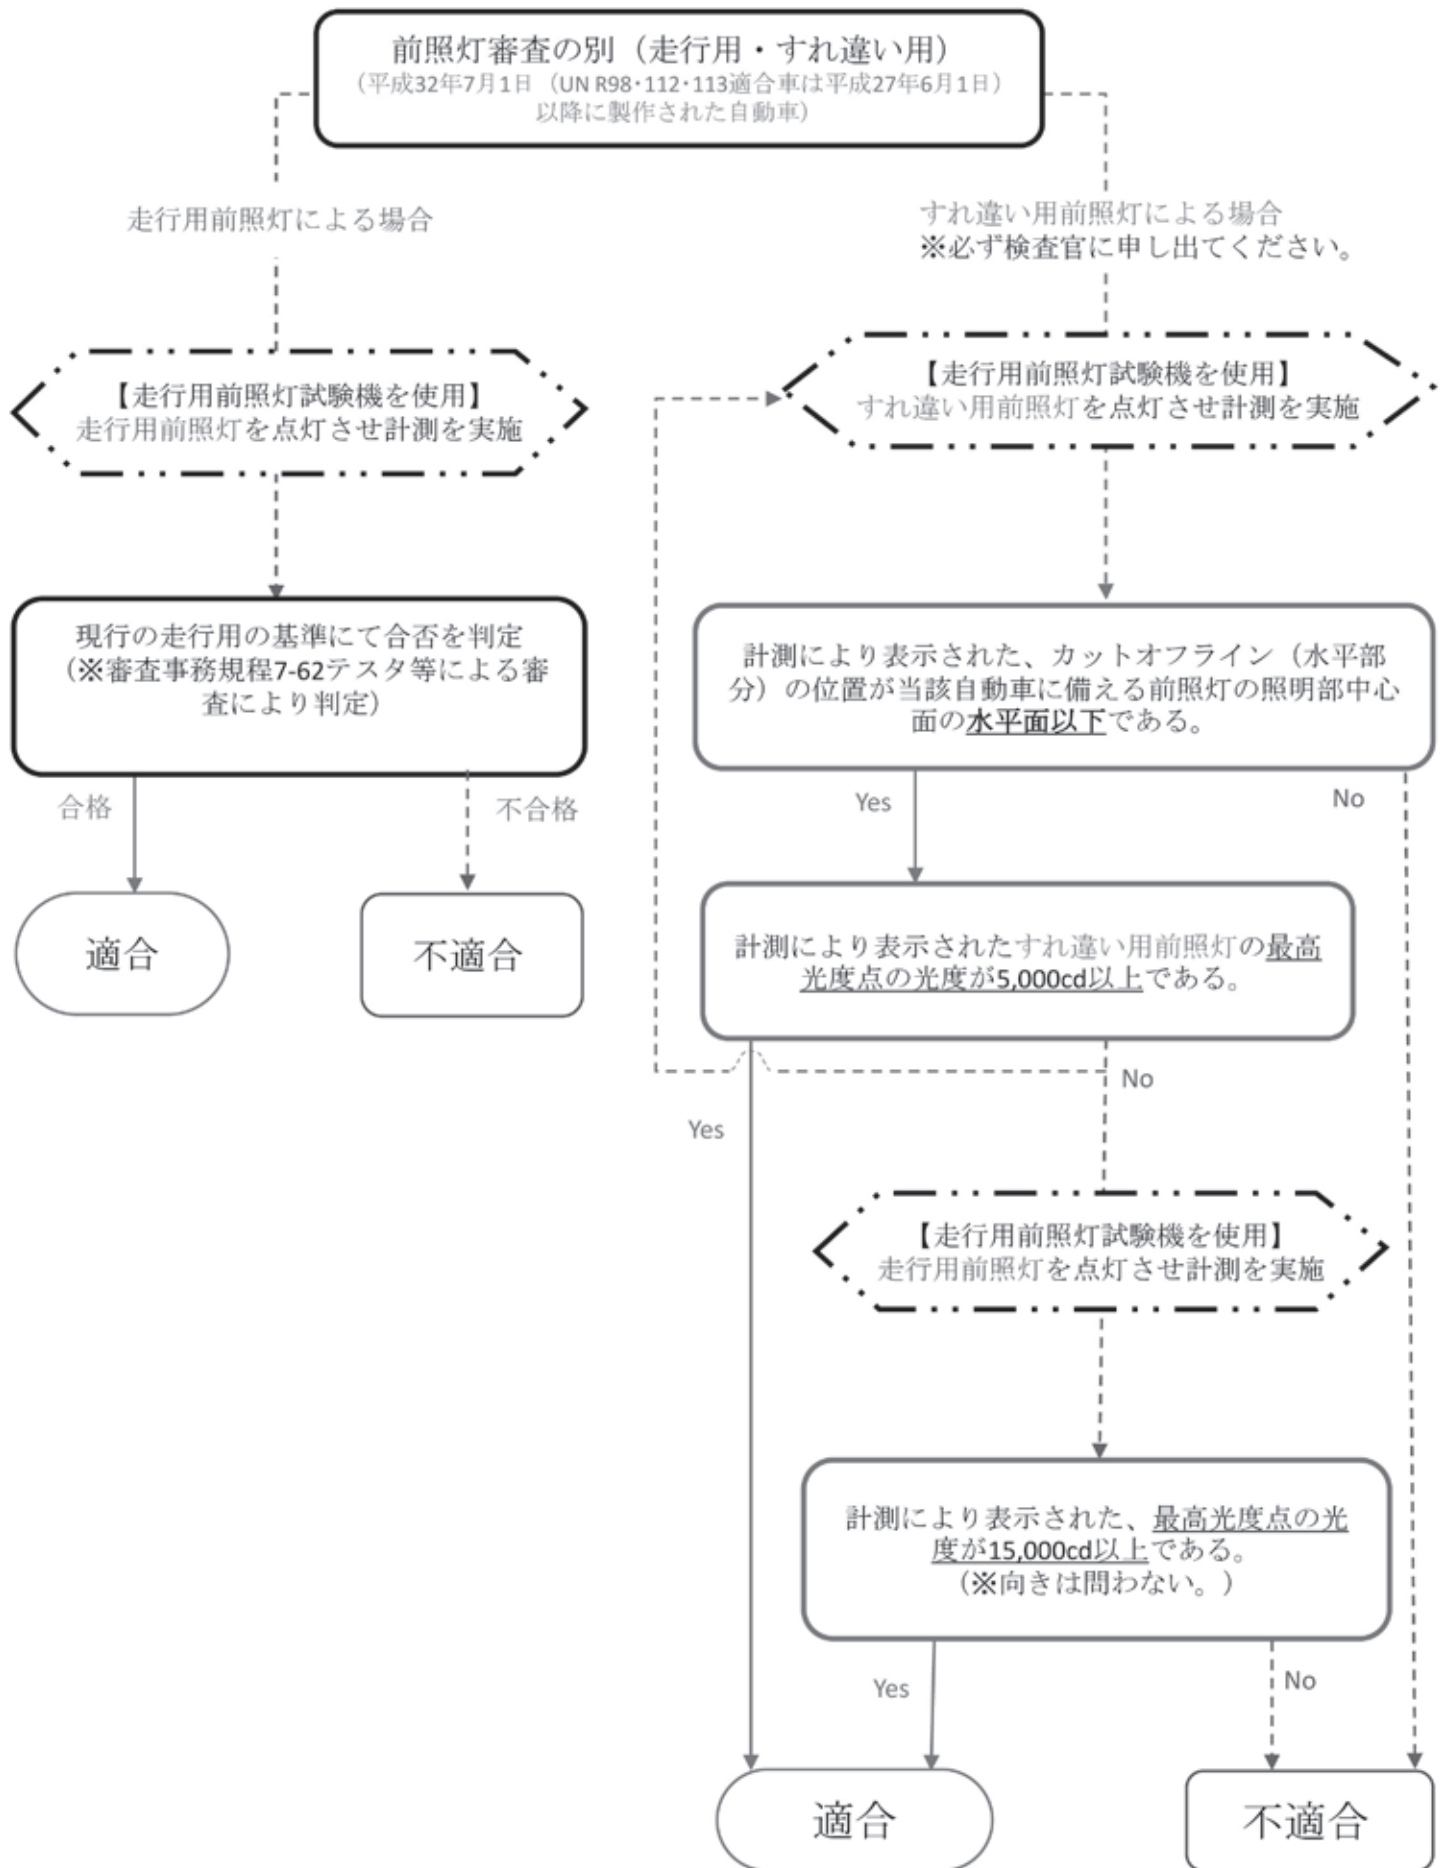 前照灯審査の別（走行用・すれ違い用）
（平成32年7月1日（UN R98・112・113適合車は平成27年6月1日）
以降に製作された自動車）
走行用前照灯による場合
【走行用前照灯試験機を使用】
走行用前照灯を点灯させ計測を実施
現行の走行用の基準にて合否を判定
（※審査事務規程7-62テスタ等による審
査により判定）
合格
不合格
適合
不適合
すれ違い用前照灯による場合
※必ず検査官に申し出てください。
【走行用前照灯試験機を使用】
すれ違い用前照灯を点灯させ計測を実施
計測により表示された、カットオフライン（水平部
分）の位置が当該自動車に備える前照灯の照明部中心
面の水平面以下である。
Yes
No
計測により表示されたすれ違い用前照灯の最高
光度点の光度が5,000cd以上である。
No
Yes
【走行用前照灯試験機を使用】
走行用前照灯を点灯させ計測を実施
計測により表示された、最高光度点の光
度が15,000cd以上である。
（※向きは問わない。）
Yes
No
適合
不適合